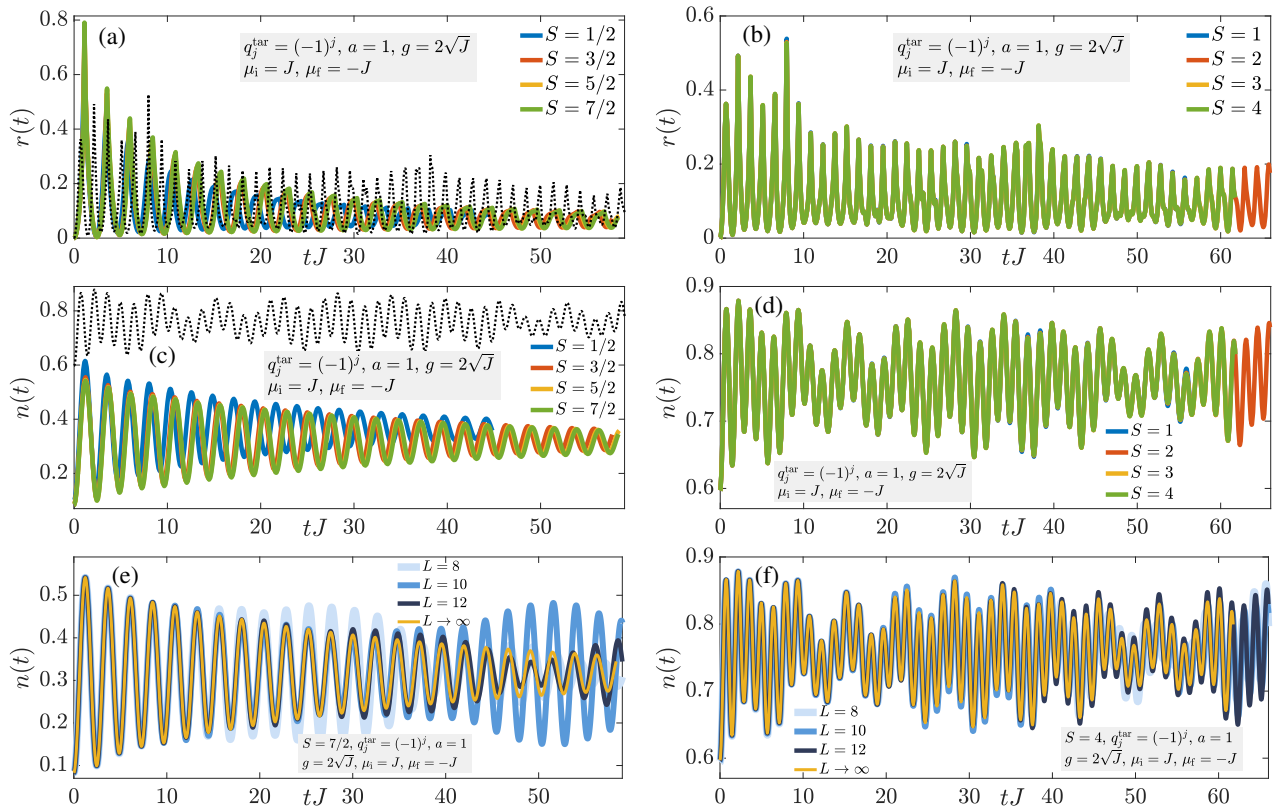 (a)
q_j^tar = (−1)^j, a = 1, g = 2√J
μ_i = J, μ_f = −J
S = 1/2
S = 3/2
S = 5/2
S = 7/2
r(t)
0.8
0.6
0.4
0.2
0
0 10 20 30 40 50
tJ
(b)
q_j^tar = (−1)^j, a = 1, g = 2√J
μ_i = J, μ_f = −J
S = 1
S = 2
S = 3
S = 4
r(t)
0.6
0.4
0.2
0
0 10 20 30 40 50 60
tJ
(c)
q_j^tar = (−1)^j, a = 1, g = 2√J
μ_i = J, μ_f = −J
S = 1/2
S = 3/2
S = 5/2
S = 7/2
n(t)
0.8
0.6
0.4
0.2
0 10 20 30 40 50
tJ
(d)
q_j^tar = (−1)^j, a = 1, g = 2√J
μ_i = J, μ_f = −J
S = 1
S = 2
S = 3
S = 4
n(t)
0.9
0.8
0.7
0.6
0 10 20 30 40 50 60
tJ
(e)
L = 8
L = 10
L = 12
L → ∞
S = 7/2, q_j^tar = (−1)^j, a = 1
g = 2√J, μ_i = J, μ_f = −J
n(t)
0.5
0.4
0.3
0.2
0.1
0 10 20 30 40 50
tJ
(f)
L = 8
L = 10
L = 12
L → ∞
S = 4, q_j^tar = (−1)^j, a = 1
g = 2√J, μ_i = J, μ_f = −J
n(t)
0.9
0.8
0.7
0.6
0 10 20 30 40 50 60
tJ